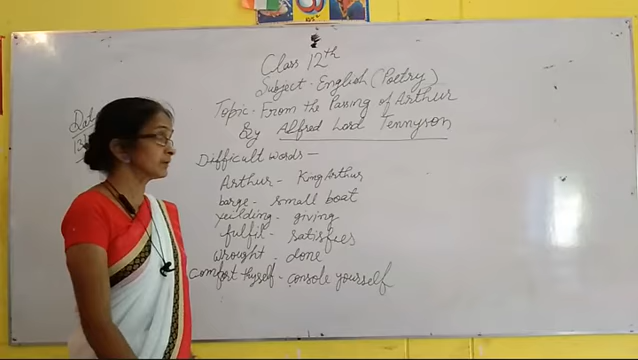 Class 12th
Subject - English (Poetry)
Topic - From the Passing of Arthur
By Alfred Lord Tennyson
Difficult words —
Arthur - King Arthur
barge - small boat
yeilding - giving
fulfil - satisfies
wrought - done
comfort thyself - console yourself